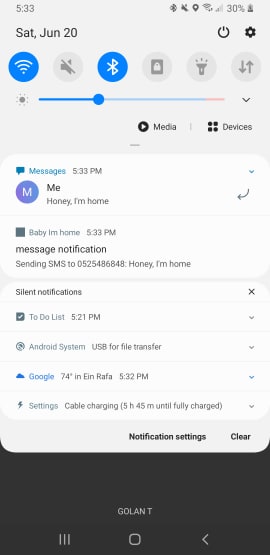 5:33 30%
Sat, Jun 20
Media | Devices
Messages 5:33 PM
M Me
Honey, I'm home
Baby Im home 5:33 PM
message notification
Sending SMS to 0525486848: Honey, I'm home
Silent notifications
To Do List 5:21 PM
Android System USB for file transfer
Google 74° in Ein Rafa 5:32 PM
Settings Cable charging (5 h 45 m until fully charged)
Notification settings Clear
GOLAN T